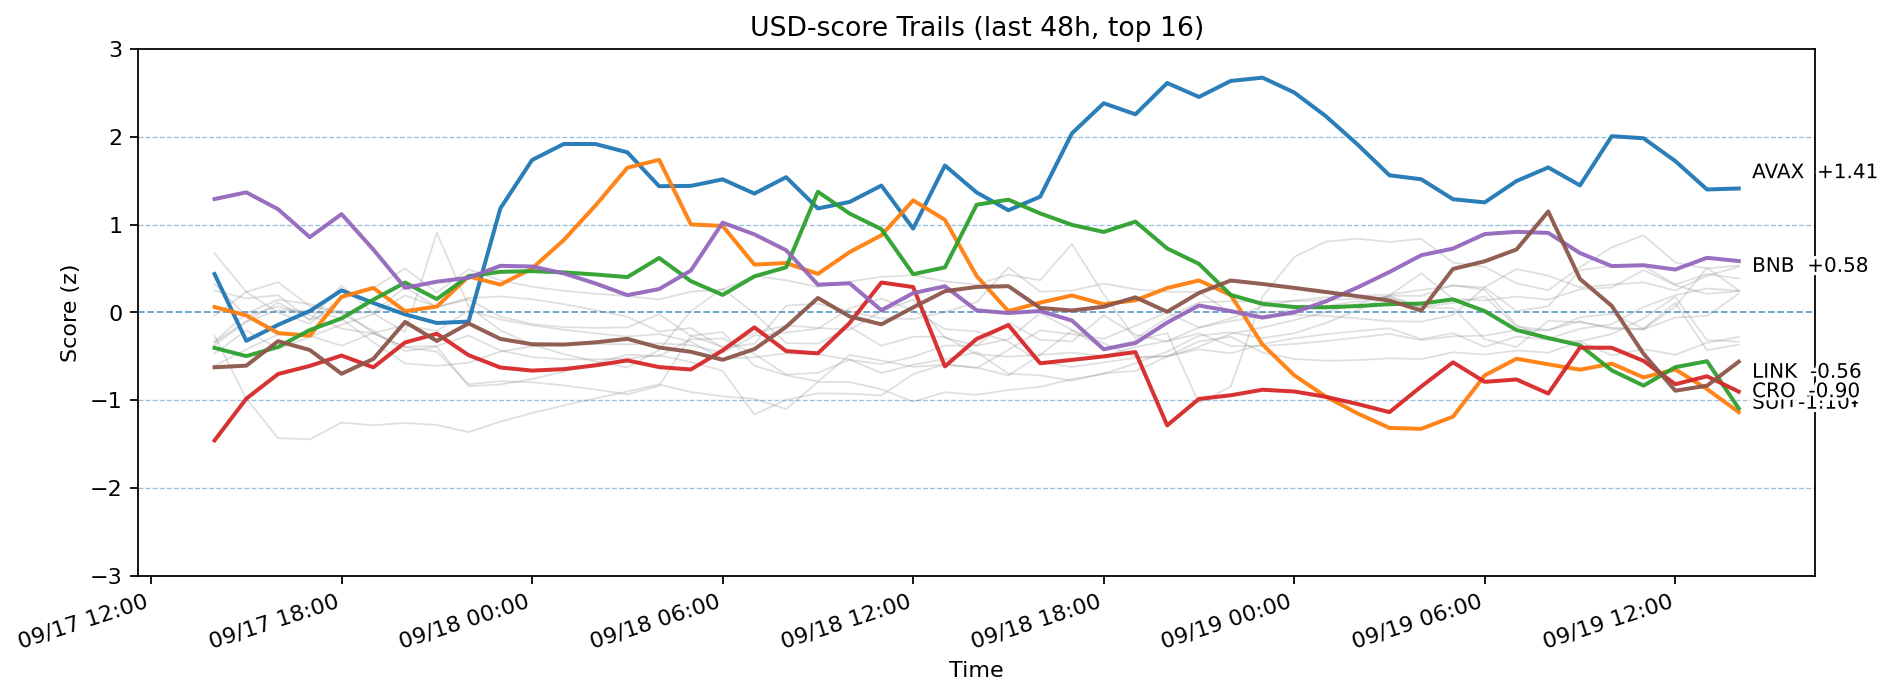 USD-score Trails (last 48h, top 16)
Score (z)
3
2
1
0
−1
−2
−3
AVAX +1.41
BNB +0.58
LINK -0.56
CRO -0.90
09/17 12:00
09/17 18:00
09/18 00:00
09/18 06:00
09/18 12:00
09/18 18:00
09/19 00:00
09/19 06:00
09/19 12:00
Time